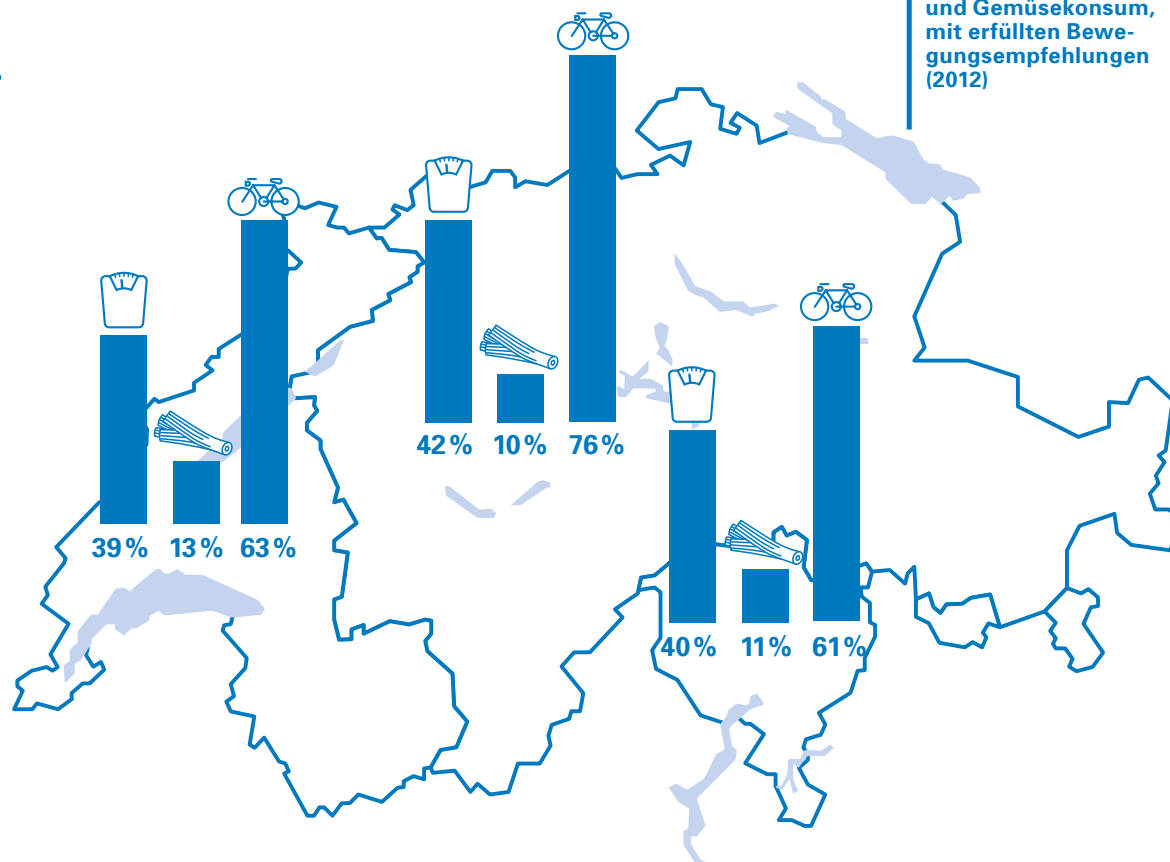 und Gemüsekonsum,
mit erfüllten Bewe-
gungsempfehlungen
(2012)
42 % 10 % 76 %
39 % 13 % 63 %
40 % 11 % 61 %